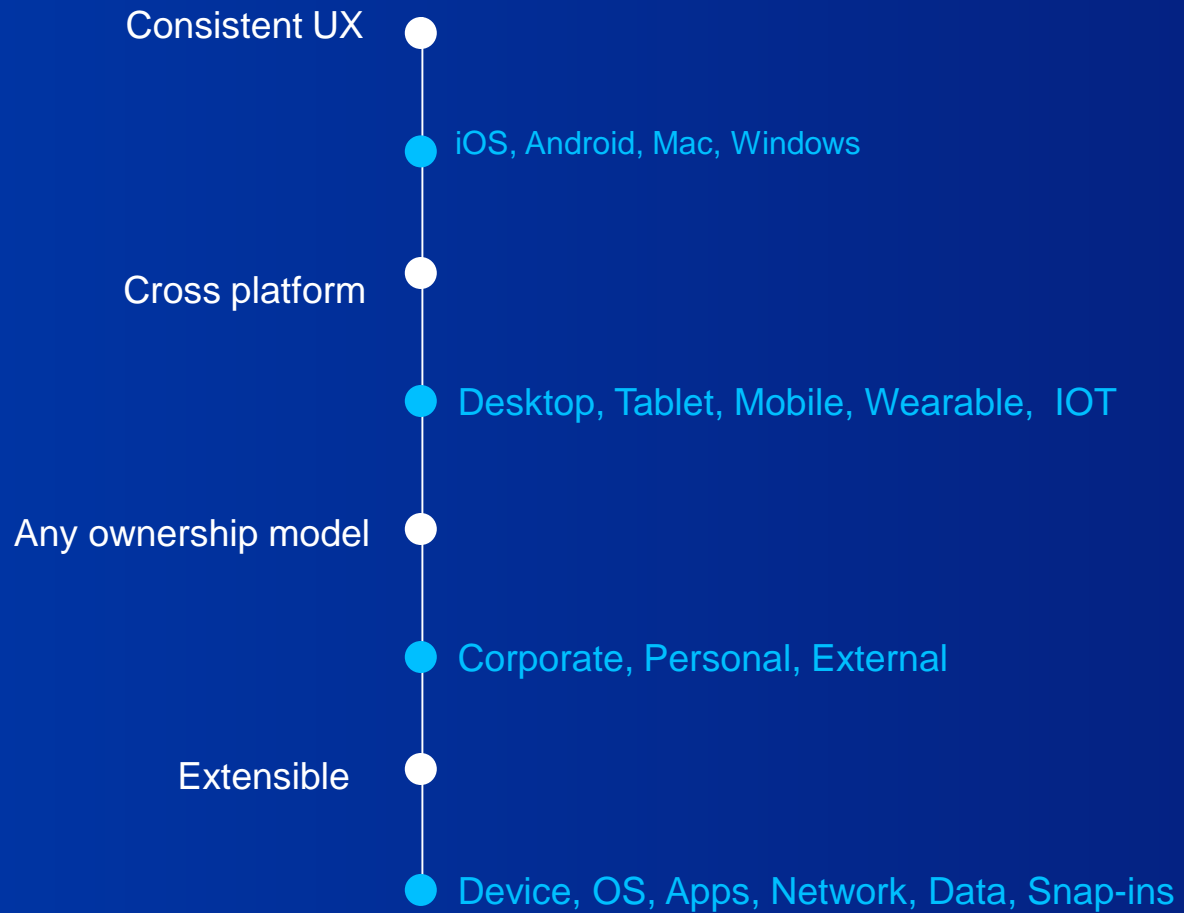 Consistent UX
iOS, Android, Mac, Windows
Cross platform
Desktop, Tablet, Mobile, Wearable, IOT
Any ownership model
Corporate, Personal, External
Extensible
Device, OS, Apps, Network, Data, Snap-ins